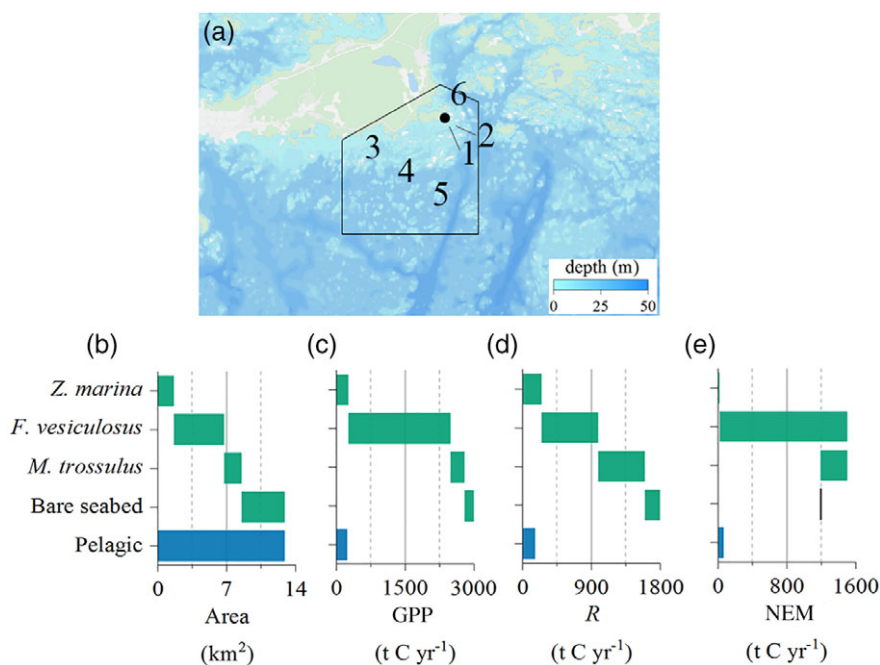 (a)
6
2
3
1
4
5
depth (m)
0 25 50
(b) (c) (d) (e)
Z. marina
F. vesiculosus
M. trossulus
Bare seabed
Pelagic
0 7 14 0 1500 3000 0 900 1800 0 800 1600
Area GPP R NEM
(km²) (t C yr⁻¹) (t C yr⁻¹) (t C yr⁻¹)